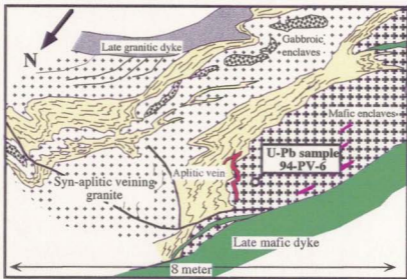 N
Late granitic dyke
Gabbroic
enclaves
Mafic enclaves
U-Pb sample
94-PV-6
Aplitic vein
Syn-aplitic veining
granite
Late mafic dyke
8 meter